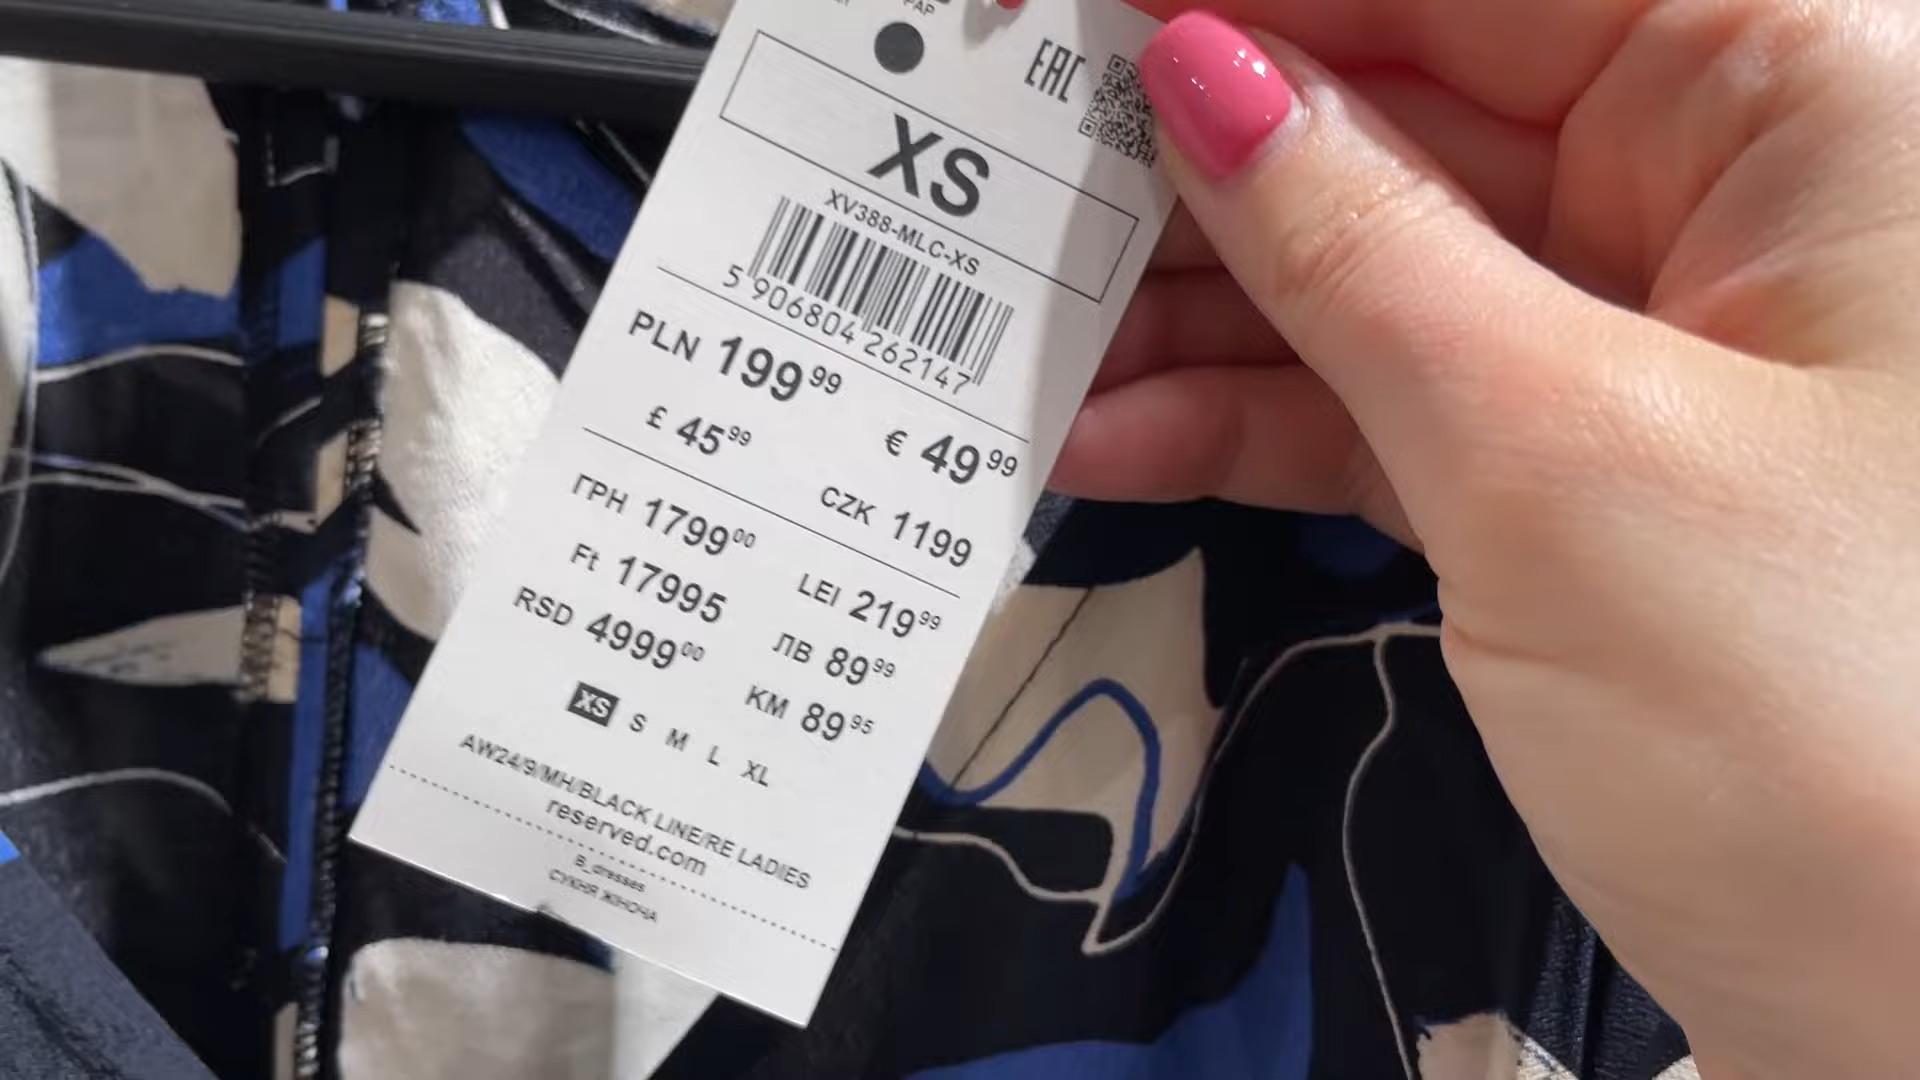 PAP
EAC
XS
XV388-MLC-XS
5 906804 262147
PLN 199 99
£ 45 99
€ 49 99
ГРН 1799 00
CZK 1199
Ft 17995
LEI 219 99
RSD 4999 00
ЛВ 89 99
KM 89 95
XS S M L XL
AW24/9/MH/BLACK LINE/RE LADIES
reserved.com
B_dresses
СУКНЯ ЖІНОЧА